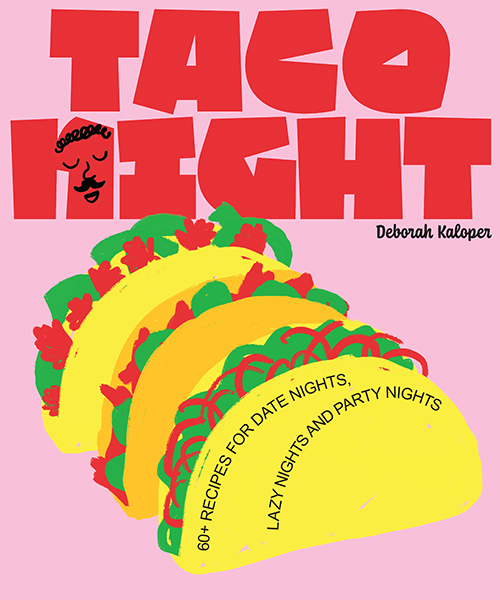 TACO
NIGHT
Deborah Kaloper
60+ RECIPES FOR DATE NIGHTS,
LAZY NIGHTS AND PARTY NIGHTS